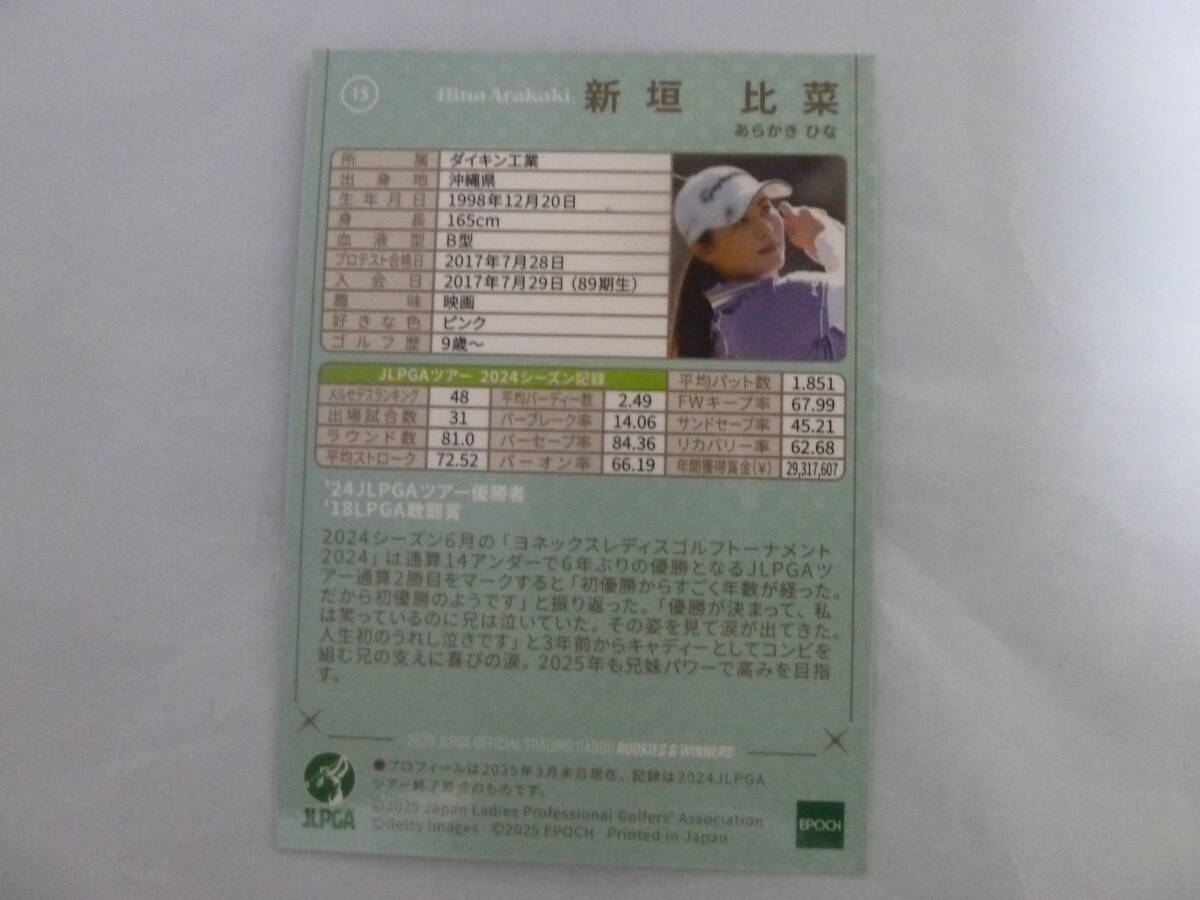 15 Hina Arakaki 新垣 比菜
あらかき ひな
所属 ダイキン工業
出身地 沖縄県
生年月日 1998年12月20日
身長 165cm
血液型 B型
プロテスト合格日 2017年7月28日
入会日 2017年7月29日（89期生）
趣味 映画
好きな色 ピンク
ゴルフ歴 9歳～
JLPGAツアー 2024シーズン記録 平均パット数 1.851
メルセデスランキング 48 平均バーディー数 2.49 FWキープ率 67.99
出場試合数 31 パーブレーク率 14.06 サンドセーブ率 45.21
ラウンド数 81.0 パーセーブ率 84.36 リカバリー率 62.68
平均ストローク 72.52 パーオン率 66.19 年間獲得賞金(¥) 29,317,607
'24JLPGAツアー優勝者
'18LPGA敢闘賞
2024シーズン6月の「ヨネックスレディスゴルフトーナメント
2024」は通算14アンダーで6年ぶりの優勝となるJLPGAツ
アー通算2勝目をマークすると「初優勝からすごく年数が経った。
だから初優勝のようです」と振り返った。「優勝が決まって、私
は笑っているのに兄は泣いていた。その姿を見て涙が出てきた。
人生初のうれし泣きです」と3年前からキャディーとしてコンビを
組む兄の支えに喜びの涙。2025年も兄妹パワーで高みを目指
す。
2025 JLPGA OFFICIAL TRADING CARDS ROOKIES & WINNERS
●プロフィールは2025年3月末日現在、記録は2024JLPGA
ツアー終了時点のものです。
©2025 Japan Ladies Professional Golfers' Association
©Getty Images ©2025 EPOCH Printed in Japan
JLPGA
EPOCH